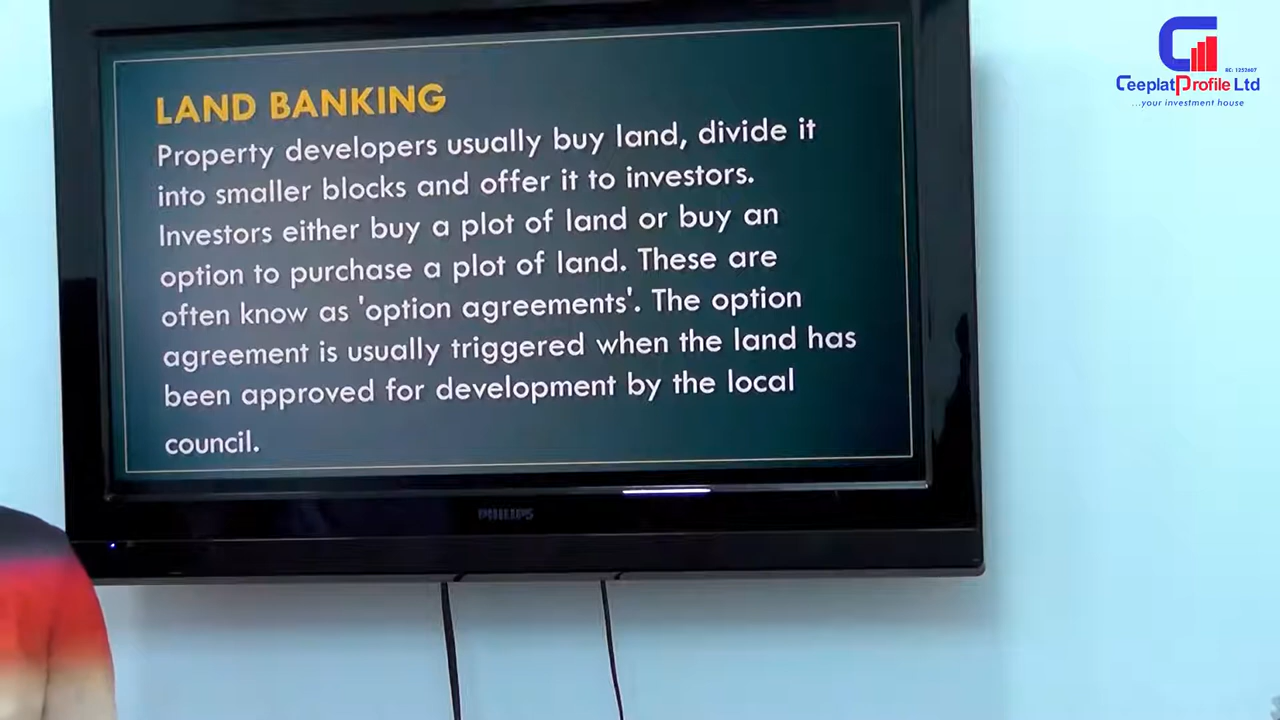 LAND BANKING
Property developers usually buy land, divide it
into smaller blocks and offer it to investors.
Investors either buy a plot of land or buy an
option to purchase a plot of land. These are
often know as 'option agreements'. The option
agreement is usually triggered when the land has
been approved for development by the local
council.
PHILIPS
RC: 1252607
CeeplatProfile Ltd
...your investment house